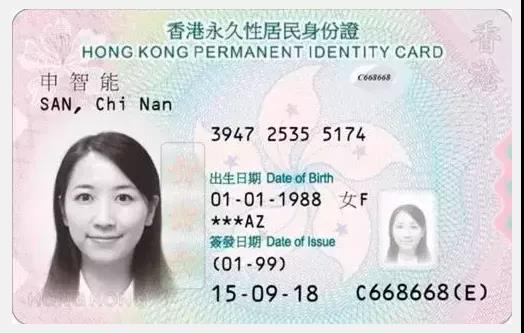 香港永久性居民身份證
HONG KONG PERMANENT IDENTITY CARD
申智能
SAN, Chi Nan
C668668
香港
3947 2535 5174
出生日期 Date of Birth
01-01-1988 女F
***AZ
簽發日期 Date of Issue
(01-99)
15-09-18
C668668(E)
HONG KONG